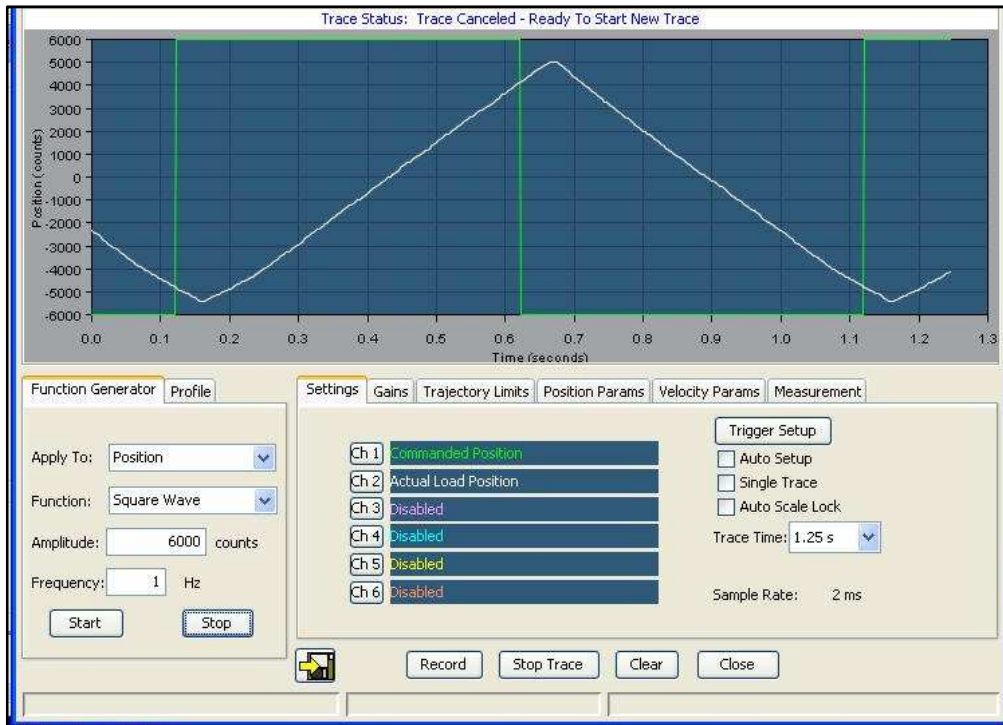 Trace Status: Trace Canceled - Ready To Start New Trace
Position (counts)
6000
5000
4000
3000
2000
1000
0
-1000
-2000
-3000
-4000
-5000
-6000
0.0 0.1 0.2 0.3 0.4 0.5 0.6 0.7 0.8 0.9 1.0 1.1 1.2 1.3
Time (seconds)
Function Generator Profile
Apply To: Position
Function: Square Wave
Amplitude: 6000 counts
Frequency: 1 Hz
Start Stop
Settings Gains Trajectory Limits Position Params Velocity Params Measurement
Ch 1 Commanded Position
Ch 2 Actual Load Position
Ch 3 Disabled
Ch 4 Disabled
Ch 5 Disabled
Ch 6 Disabled
Trigger Setup
Auto Setup
Single Trace
Auto Scale Lock
Trace Time: 1.25 s
Sample Rate: 2 ms
Record Stop Trace Clear Close